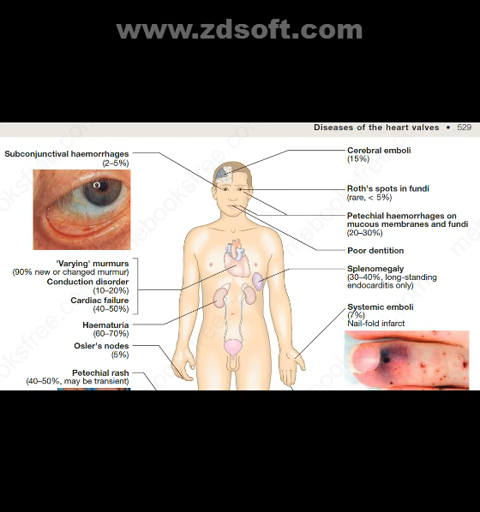 www.zdsoft.com
Diseases of the heart valves • 529
Subconjunctival haemorrhages
(2–5%)
Cerebral emboli
(15%)
Roth's spots in fundi
(rare, < 5%)
Petechial haemorrhages on
mucous membranes and fundi
(20–30%)
Poor dentition
'Varying' murmurs
(90% new or changed murmur)
Conduction disorder
(10–20%)
Cardiac failure
(40–50%)
Haematuria
(60–70%)
Osler's nodes
(5%)
Petechial rash
(40–50%, may be transient)
Splenomegaly
(30–40%, long-standing
endocarditis only)
Systemic emboli
(7%)
Nail-fold infarct